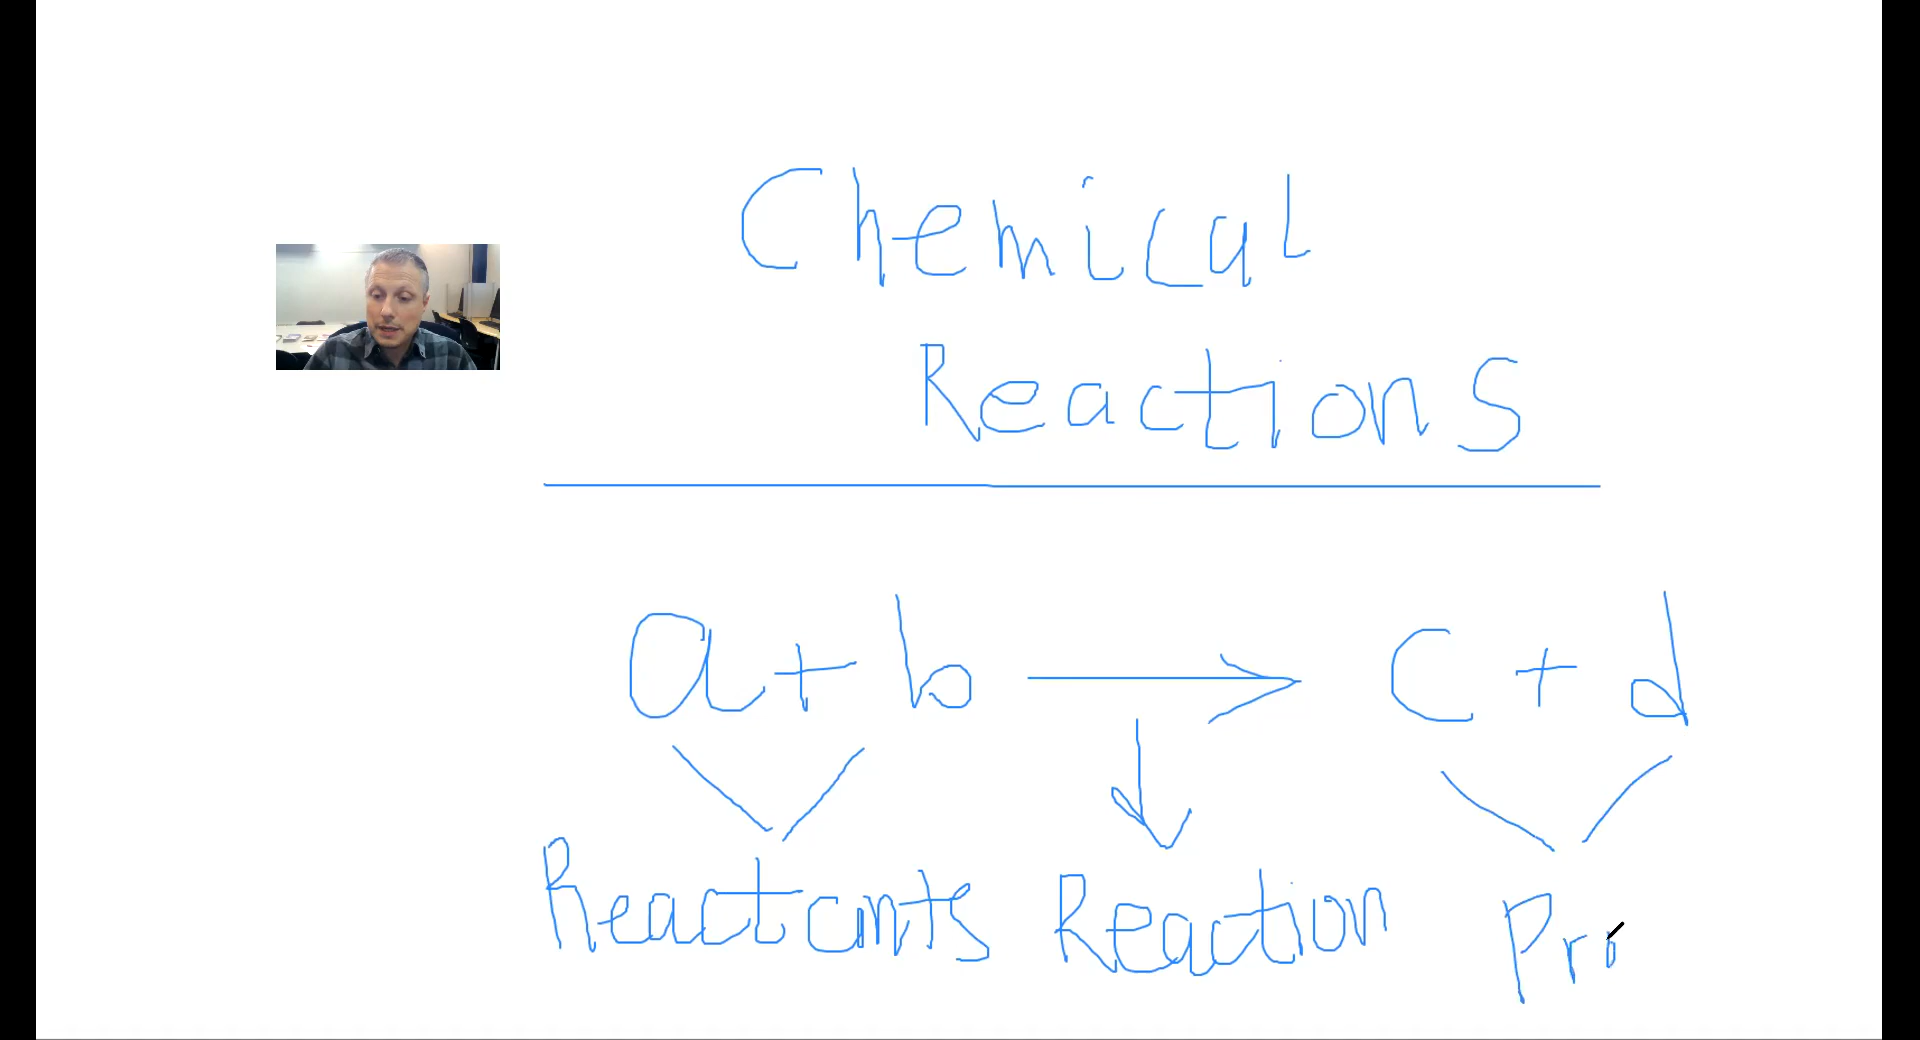 Chemical
Reactions
a + b → c + d
Reactants Reaction Pro